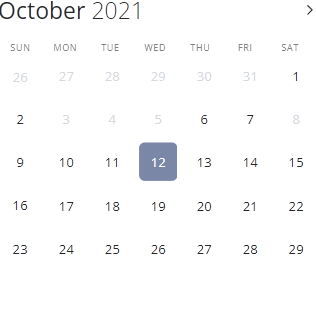 October 2021
SUN MON TUE WED THU FRI SAT
26 27 28 29 30 31 1
2 3 4 5 6 7 8
9 10 11 12 13 14 15
16 17 18 19 20 21 22
23 24 25 26 27 28 29